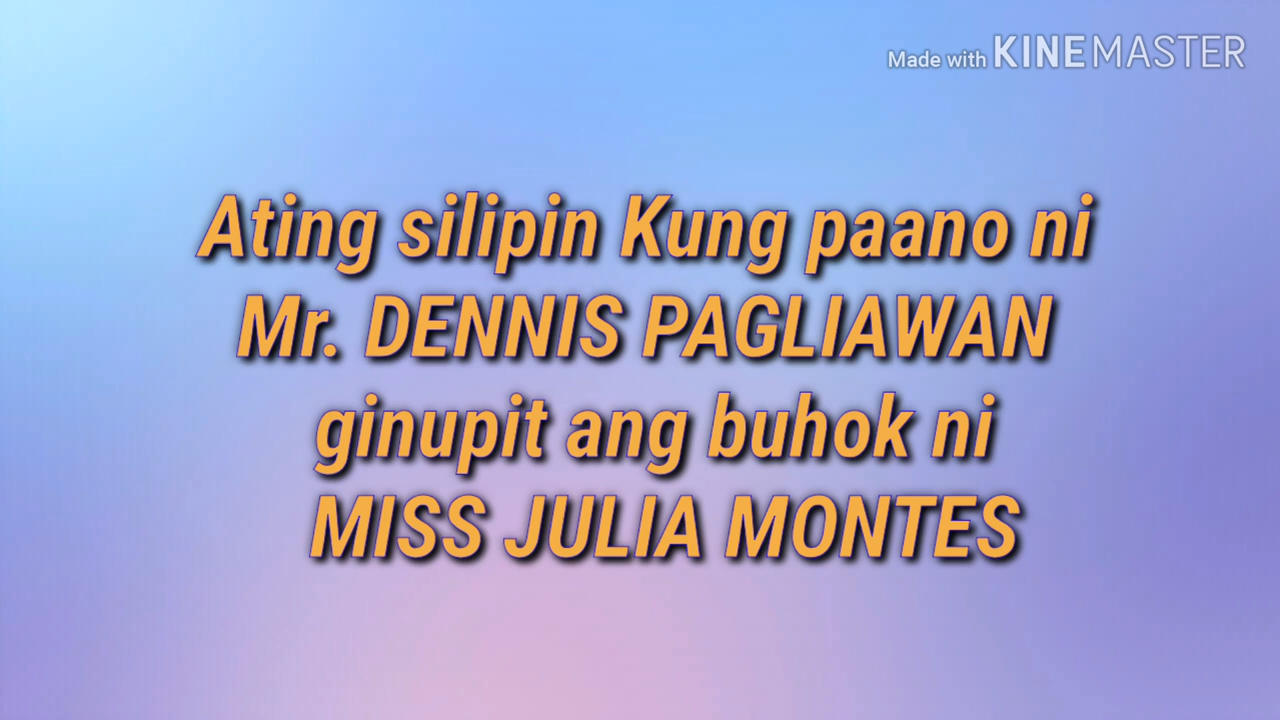 Made with KINEMASTER
Ating silipin Kung paano ni
Mr. DENNIS PAGLIAWAN
ginupit ang buhok ni
MISS JULIA MONTES